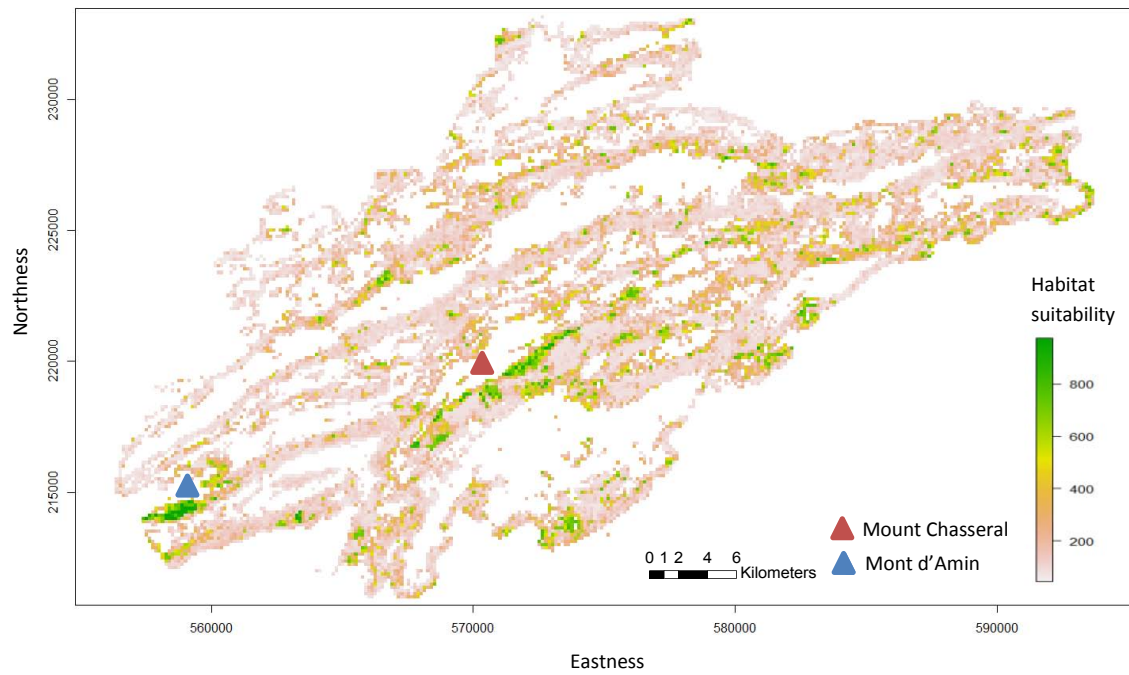 230000
225000
220000
215000
Northness
Habitat
suitability
800
600
400
200
Mount Chasseral
Mont d'Amin
0 1 2 4 6
Kilometers
560000 570000 580000 590000
Eastness